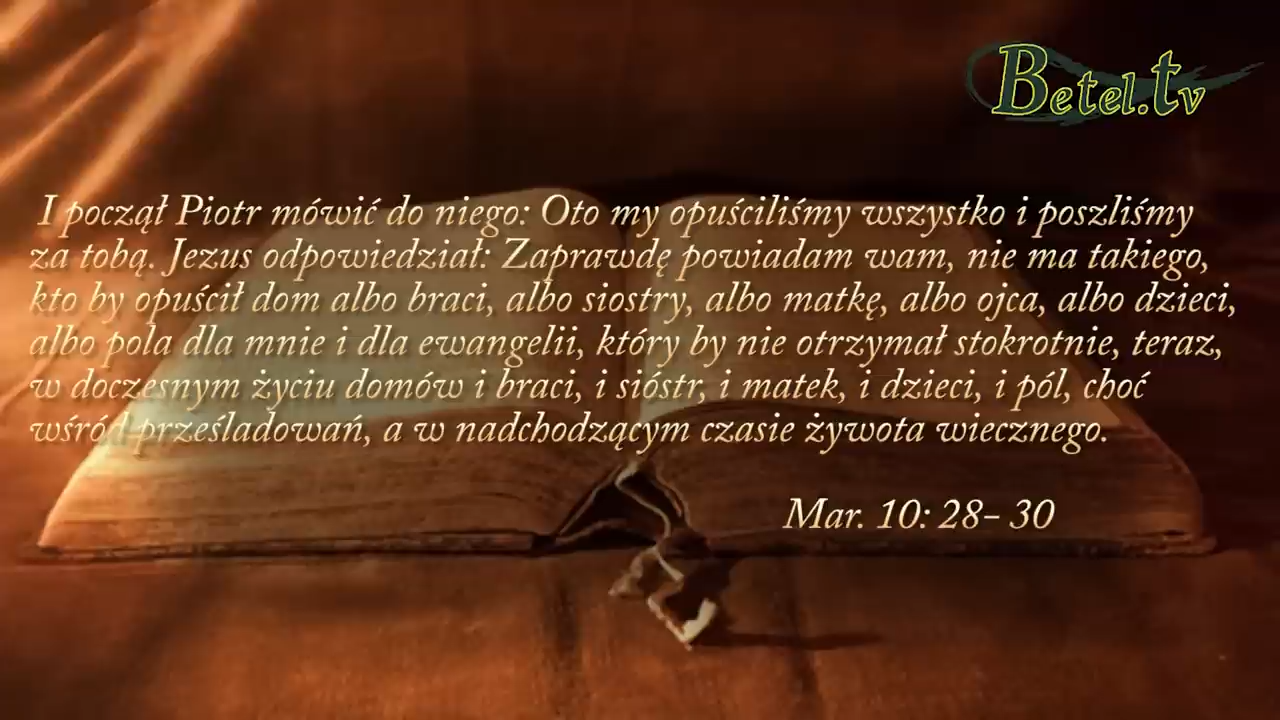 Betel.tv
I począł Piotr mówić do niego: Oto my opuściliśmy wszystko i poszliśmy
za tobą. Jezus odpowiedział: Zaprawdę powiadam wam, nie ma takiego,
kto by opuścił dom albo braci, albo siostry, albo matkę, albo ojca, albo dzieci,
albo pola dla mnie i dla ewangelii, który by nie otrzymał stokrotnie, teraz,
w doczesnym życiu domów i braci, i sióstr, i matek, i dzieci, i pól, choć
wśród prześladowań, a w nadchodzącym czasie żywota wiecznego.
Mar. 10: 28- 30